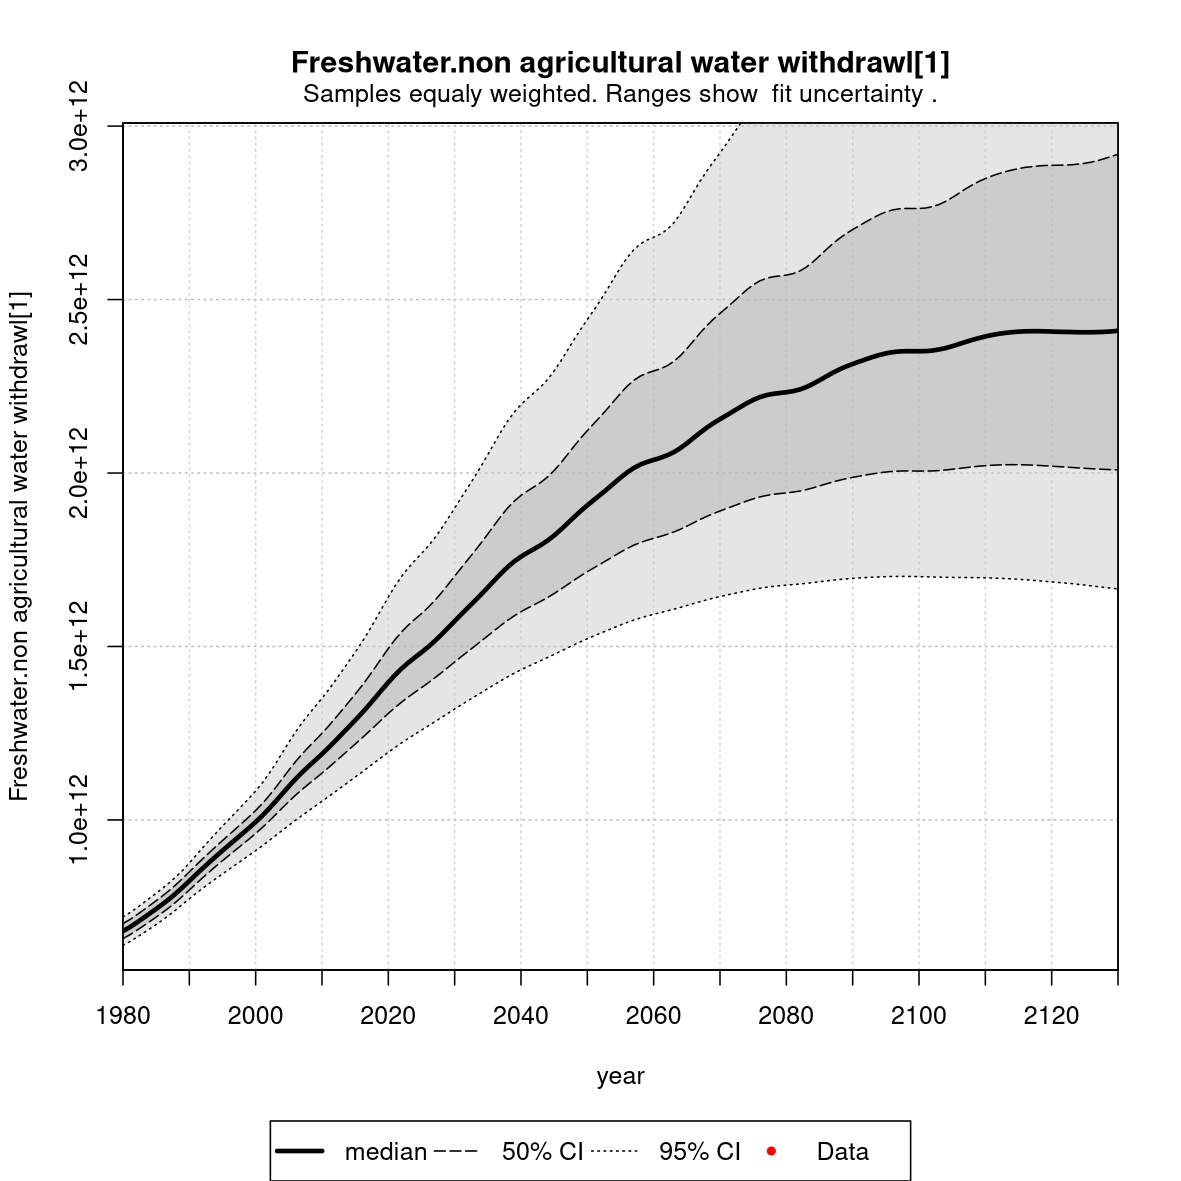 Freshwater.non agricultural water withdrawl[1]
Samples equaly weighted. Ranges show  fit uncertainty .
Freshwater.non agricultural water withdrawl[1]
3.0e+12
2.5e+12
2.0e+12
1.5e+12
1.0e+12
1980 2000 2020 2040 2060 2080 2100 2120
year
median 50% CI 95% CI Data